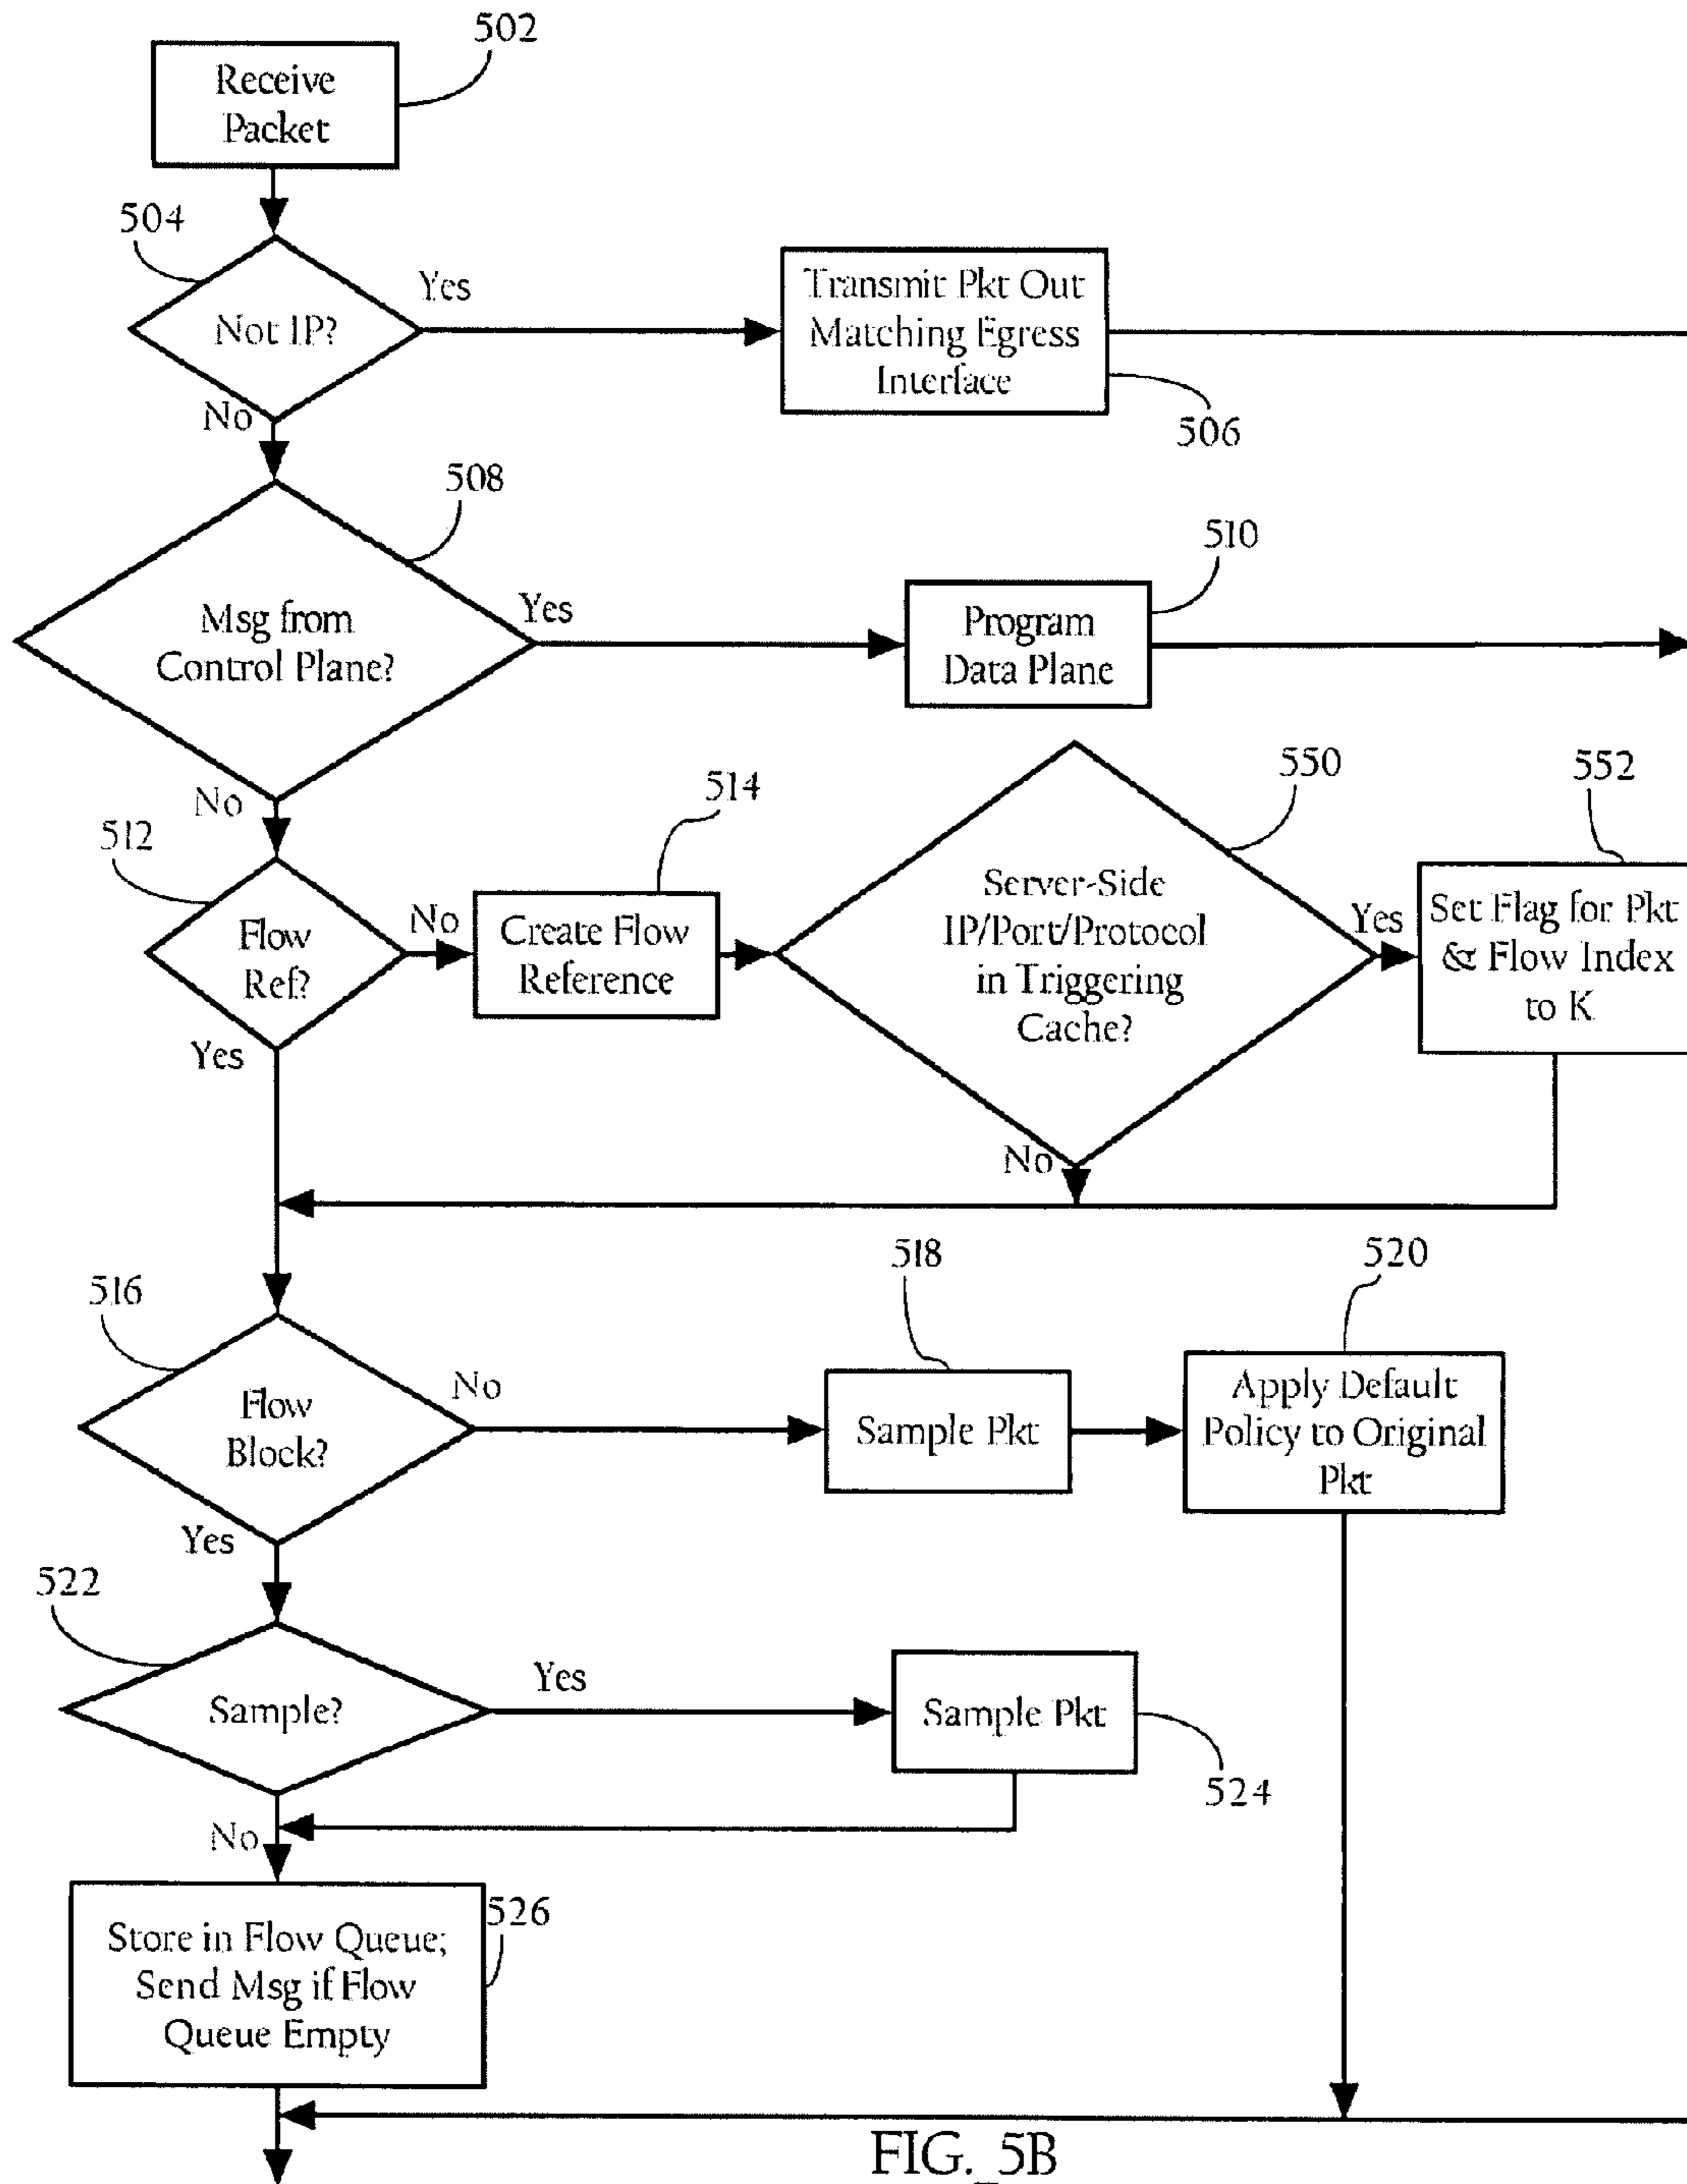 502
Receive
Packet
504
Not IP?
Yes
No
Transmit Pkt Out
Matching Egress
Interface
506
508
Msg from
Control Plane?
Yes
No
510
Program
Data Plane
512
Flow
Ref?
No
Yes
514
Create Flow
Reference
550
Server-Side
IP/Port/Protocol
in Triggering
Cache?
Yes
No
552
Set Flag for Pkt
& Flow Index
to K
516
Flow
Block?
No
Yes
518
Sample Pkt
520
Apply Default
Policy to Original
Pkt
522
Sample?
Yes
No
Sample Pkt
524
526
Store in Flow Queue;
Send Msg if Flow
Queue Empty
FIG._5B